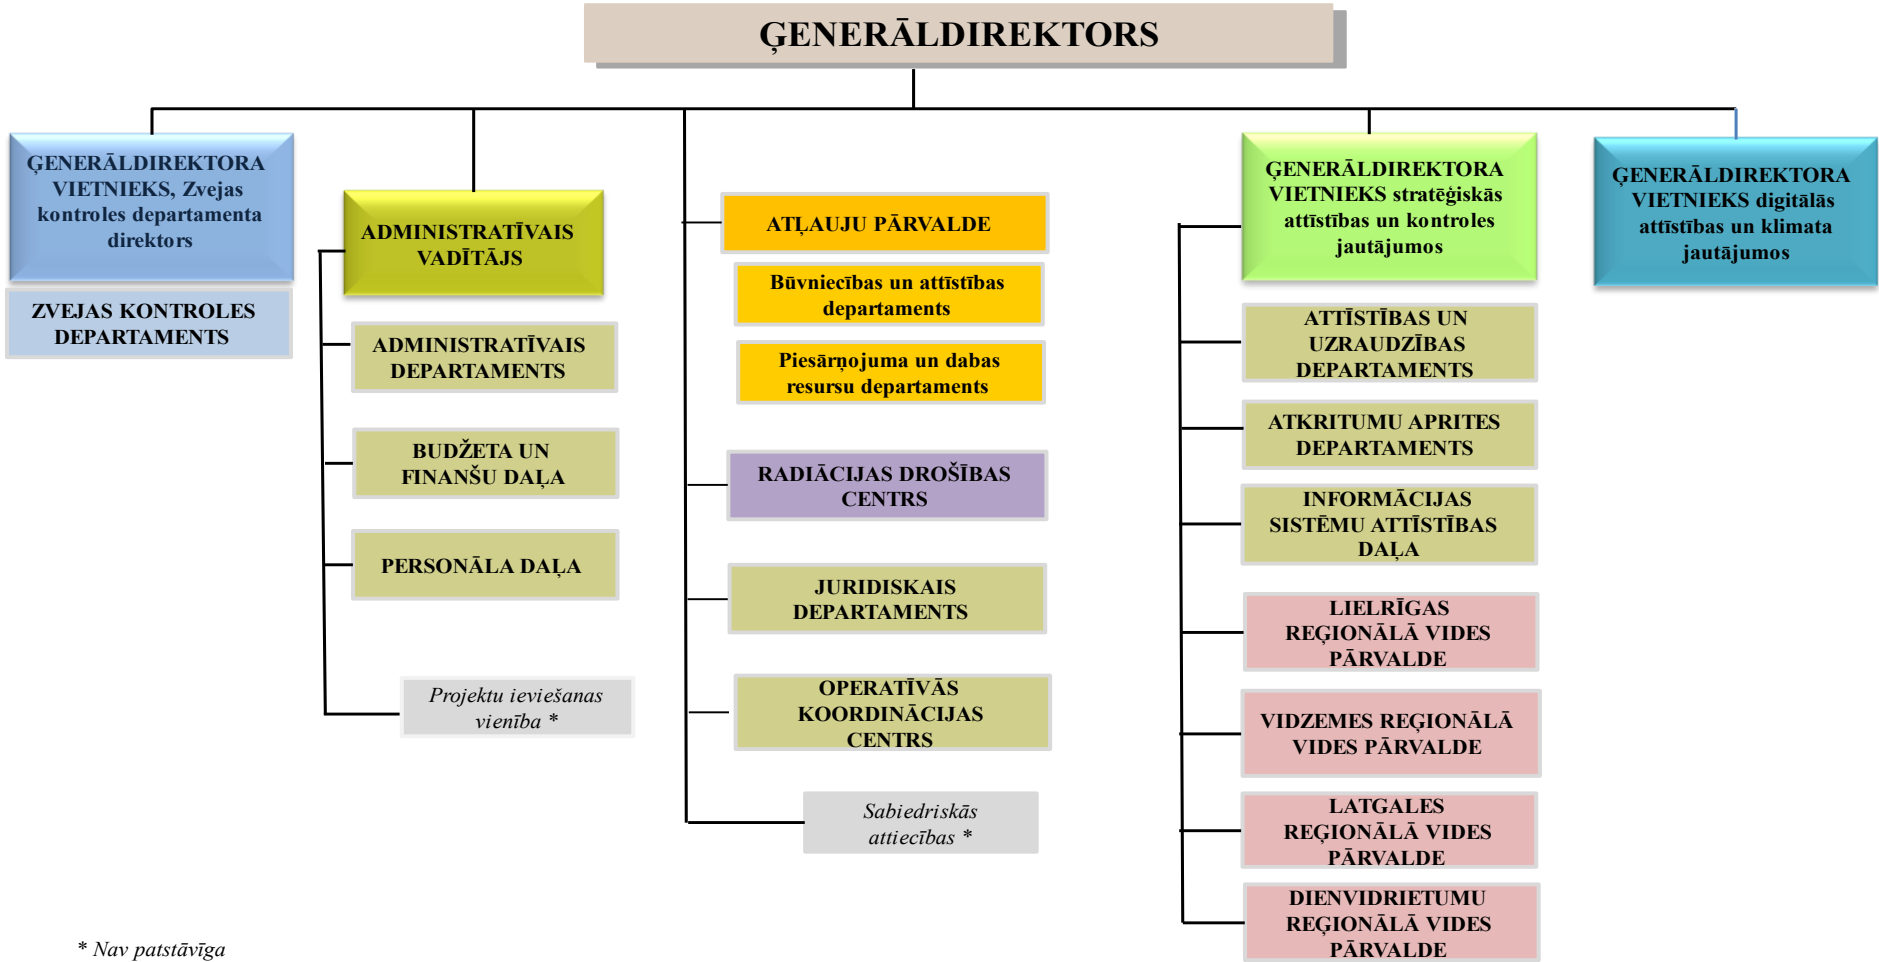 ĢENERĀLDIREKTORS
ĢENERĀLDIREKTORA
VIETNIEKS, Zvejas
kontroles departamenta
direktors
ZVEJAS KONTROLES
DEPARTAMENTS
ADMINISTRATĪVAIS
VADĪTĀJS
ADMINISTRATĪVAIS
DEPARTAMENTS
BUDŽETA UN
FINANŠU DAĻA
PERSONĀLA DAĻA
Projektu ieviešanas
vienība *
ATĻAUJU PĀRVALDE
Būvniecības un attīstības
departaments
Piesārņojuma un dabas
resursu departaments
RADIĀCIJAS DROŠĪBAS
CENTRS
JURIDISKAIS
DEPARTAMENTS
OPERATĪVĀS
KOORDINĀCIJAS
CENTRS
Sabiedriskās
attiecības *
ĢENERĀLDIREKTORA
VIETNIEKS stratēģiskās
attīstības un kontroles
jautājumos
ATTĪSTĪBAS UN
UZRAUDZĪBAS
DEPARTAMENTS
ATKRITUMU APRITES
DEPARTAMENTS
INFORMĀCIJAS
SISTĒMU ATTĪSTĪBAS
DAĻA
LIELRĪGAS
REĢIONĀLĀ VIDES
PĀRVALDE
VIDZEMES REĢIONĀLĀ
VIDES PĀRVALDE
LATGALES
REĢIONĀLĀ VIDES
PĀRVALDE
DIENVIDRIETUMU
REĢIONĀLĀ VIDES
PĀRVALDE
ĢENERĀLDIREKTORA
VIETNIEKS digitālās
attīstības un klimata
jautājumos
* Nav patstāvīga